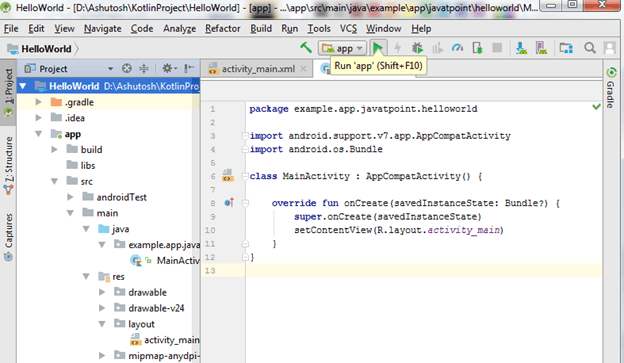 HelloWorld - [D:\Ashutosh\KotlinProject\HelloWorld] - [app] - ...\app\src\main\java\example\app\javatpoint\helloworld\M...
File Edit View Navigate Code Analyze Refactor Build Run Tools VCS Window Help
HelloWorld
app
Run 'app' (Shift+F10)
Project
activity_main.xml
1: Project
7: Structure
Captures
Gradle
HelloWorld D:\Ashutosh\KotlinProj
.gradle
.idea
app
build
libs
src
androidTest
main
java
example.app.java
MainActiv
res
drawable
drawable-v24
layout
activity_main
mipmap-anydpi-
1 package example.app.javatpoint.helloworld
2
3 import android.support.v7.app.AppCompatActivity
4 import android.os.Bundle
5
6 class MainActivity : AppCompatActivity() {
7
8 override fun onCreate(savedInstanceState: Bundle?) {
9 super.onCreate(savedInstanceState)
10 setContentView(R.layout.activity_main)
11 }
12 }
13